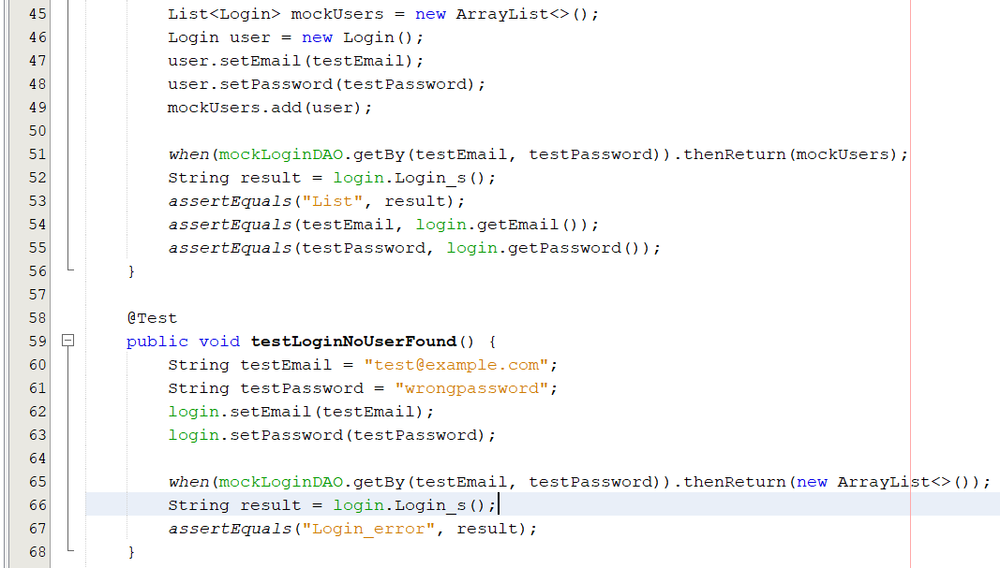 45 List<Login> mockUsers = new ArrayList<>();
46 Login user = new Login();
47 user.setEmail(testEmail);
48 user.setPassword(testPassword);
49 mockUsers.add(user);
50
51 when(mockLoginDAO.getBy(testEmail, testPassword)).thenReturn(mockUsers);
52 String result = login.Login_s();
53 assertEquals("List", result);
54 assertEquals(testEmail, login.getEmail());
55 assertEquals(testPassword, login.getPassword());
56 }
57
58 @Test
59 public void testLoginNoUserFound() {
60 String testEmail = "test@example.com";
61 String testPassword = "wrongpassword";
62 login.setEmail(testEmail);
63 login.setPassword(testPassword);
64
65 when(mockLoginDAO.getBy(testEmail, testPassword)).thenReturn(new ArrayList<>());
66 String result = login.Login_s();
67 assertEquals("Login_error", result);
68 }